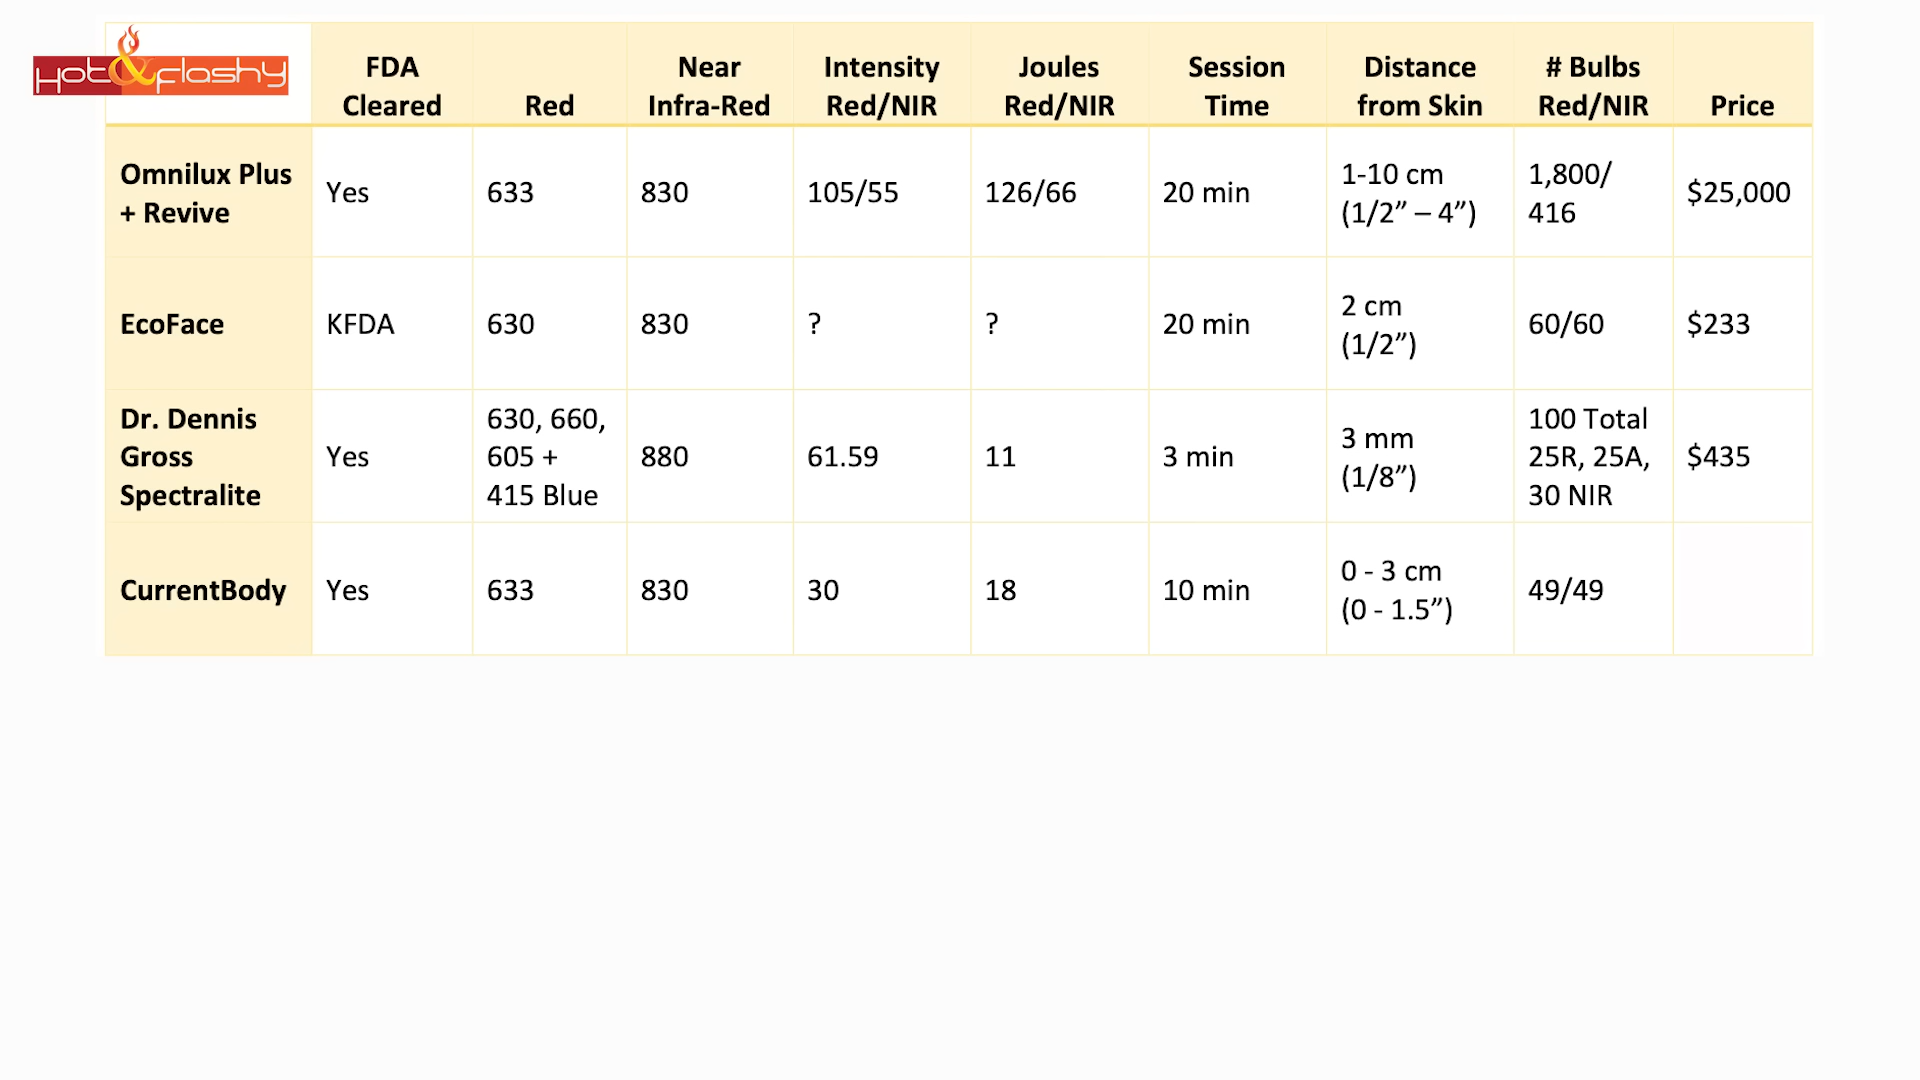 Hot&flashy
FDA Cleared
Red
Near Infra-Red
Intensity Red/NIR
Joules Red/NIR
Session Time
Distance from Skin
# Bulbs Red/NIR
Price
Omnilux Plus + Revive
Yes
633
830
105/55
126/66
20 min
1-10 cm
(1/2” – 4”)
1,800/
416
$25,000
EcoFace
KFDA
630
830
?
?
20 min
2 cm
(1/2”)
60/60
$233
Dr. Dennis
Gross
Spectralite
Yes
630, 660,
605 +
415 Blue
880
61.59
11
3 min
3 mm
(1/8”)
100 Total
25R, 25A,
30 NIR
$435
CurrentBody
Yes
633
830
30
18
10 min
0 - 3 cm
(0 - 1.5”)
49/49